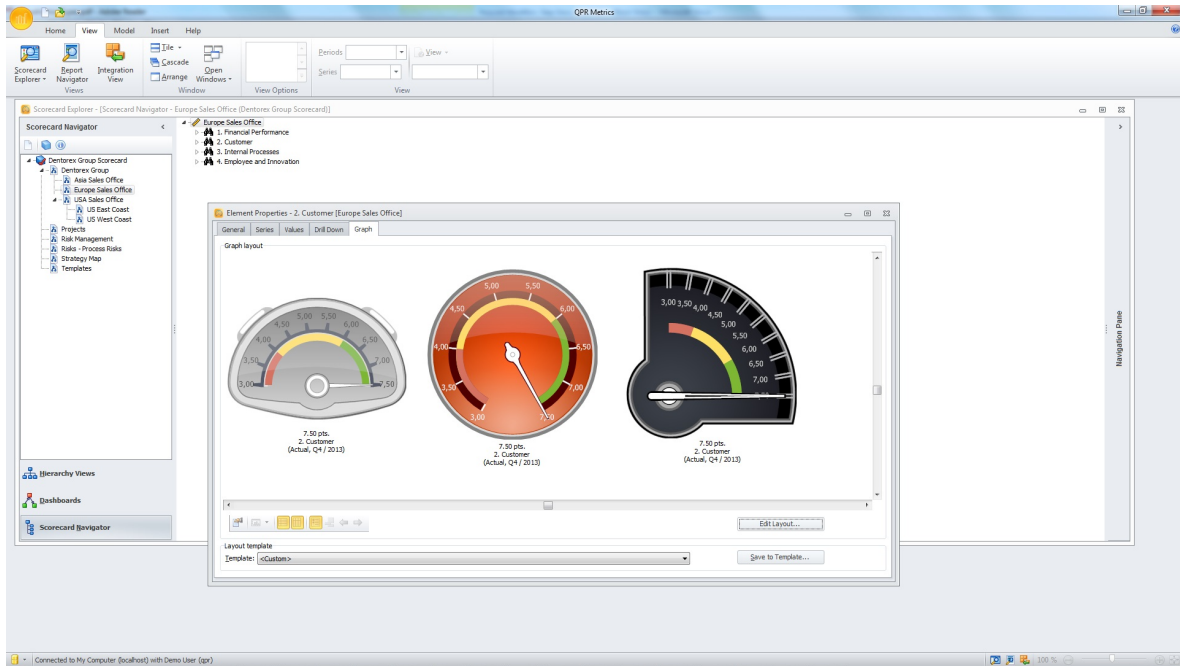 QPR Metrics
Home View Model Insert Help
Scorecard Explorer
Report Navigator
Integration View
Views
Tile
Cascade
Arrange
Open Windows
Window
View Options
Periods
Series
View
View
Scorecard Explorer - [Scorecard Navigator - Europe Sales Office (Dentorex Group Scorecard)]
Scorecard Navigator
Dentorex Group Scorecard
Dentorex Group
Asia Sales Office
Europe Sales Office
USA Sales Office
US East Coast
US West Coast
Projects
Risk Management
Risks - Process Risks
Strategy Map
Templates
Hierarchy Views
Dashboards
Scorecard Navigator
Europe Sales Office
1. Financial Performance
2. Customer
3. Internal Processes
4. Employee and Innovation
Element Properties - 2. Customer [Europe Sales Office]
General Series Values Drill Down Graph
Graph layout
3,00 3,50 4,00 4,50 5,00 5,50 6,00 6,50 7,00 7,50
7.50 pts.
2. Customer
(Actual, Q4 / 2013)
3,00 3,50 4,00 4,50 5,00 5,50 6,00 6,50 7,00 7,50
7.50 pts.
2. Customer
(Actual, Q4 / 2013)
3,00 3,50 4,00 4,50 5,00 5,50 6,00 6,50 7,00
7.50 pts.
2. Customer
(Actual, Q4 / 2013)
Edit Layout...
Layout template
Template: <Custom>
Save to Template...
Navigation Pane
Connected to My Computer (localhost) with Demo User (qpr)
100 %